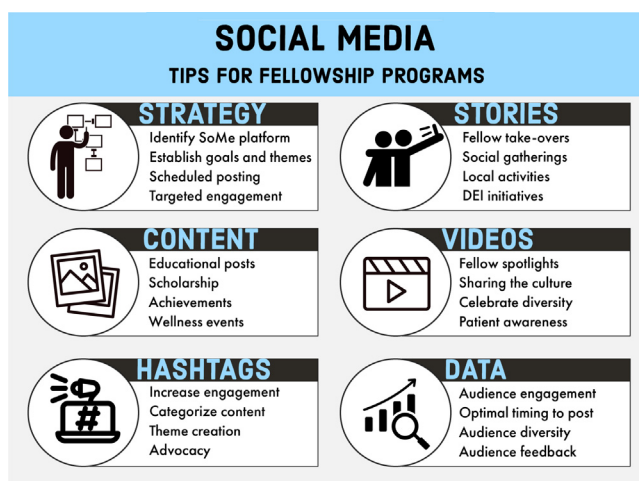 SOCIAL MEDIA
TIPS FOR FELLOWSHIP PROGRAMS
STRATEGY
Identify SoMe platform
Establish goals and themes
Scheduled posting
Targeted engagement
STORIES
Fellow take-overs
Social gatherings
Local activities
DEI initiatives
CONTENT
Educational posts
Scholarship
Achievements
Wellness events
VIDEOS
Fellow spotlights
Sharing the culture
Celebrate diversity
Patient awareness
HASHTAGS
#
Increase engagement
Categorize content
Theme creation
Advocacy
DATA
Audience engagement
Optimal timing to post
Audience diversity
Audience feedback